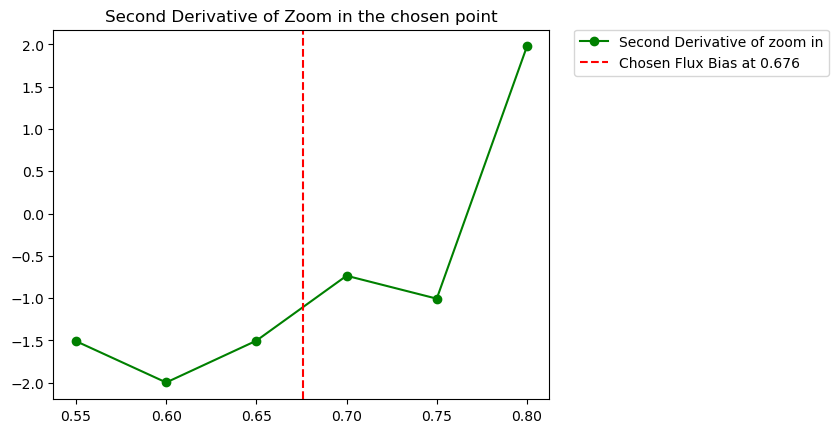 Second Derivative of Zoom in the chosen point
Second Derivative of zoom in
Chosen Flux Bias at 0.676
2.0
1.5
1.0
0.5
0.0
−0.5
−1.0
−1.5
−2.0
0.55 0.60 0.65 0.70 0.75 0.80